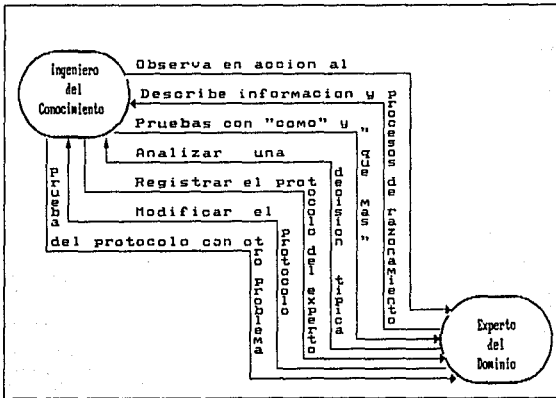 Ingeniero
del
Conocimiento
Observa en accion al
Describe informacion y procesos de razonamiento
Pruebas con "como" y "que mas"
Analizar una decision tipica
Registrar el protocolo del experto
Modificar el protocolo
Prueba del protocolo con otro problema
Experto
del
Dominio